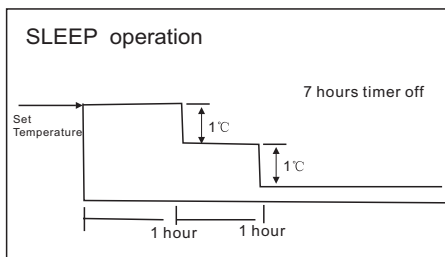 SLEEP operation
7 hours timer off
Set
Temperature
1℃
1℃
1 hour
1 hour